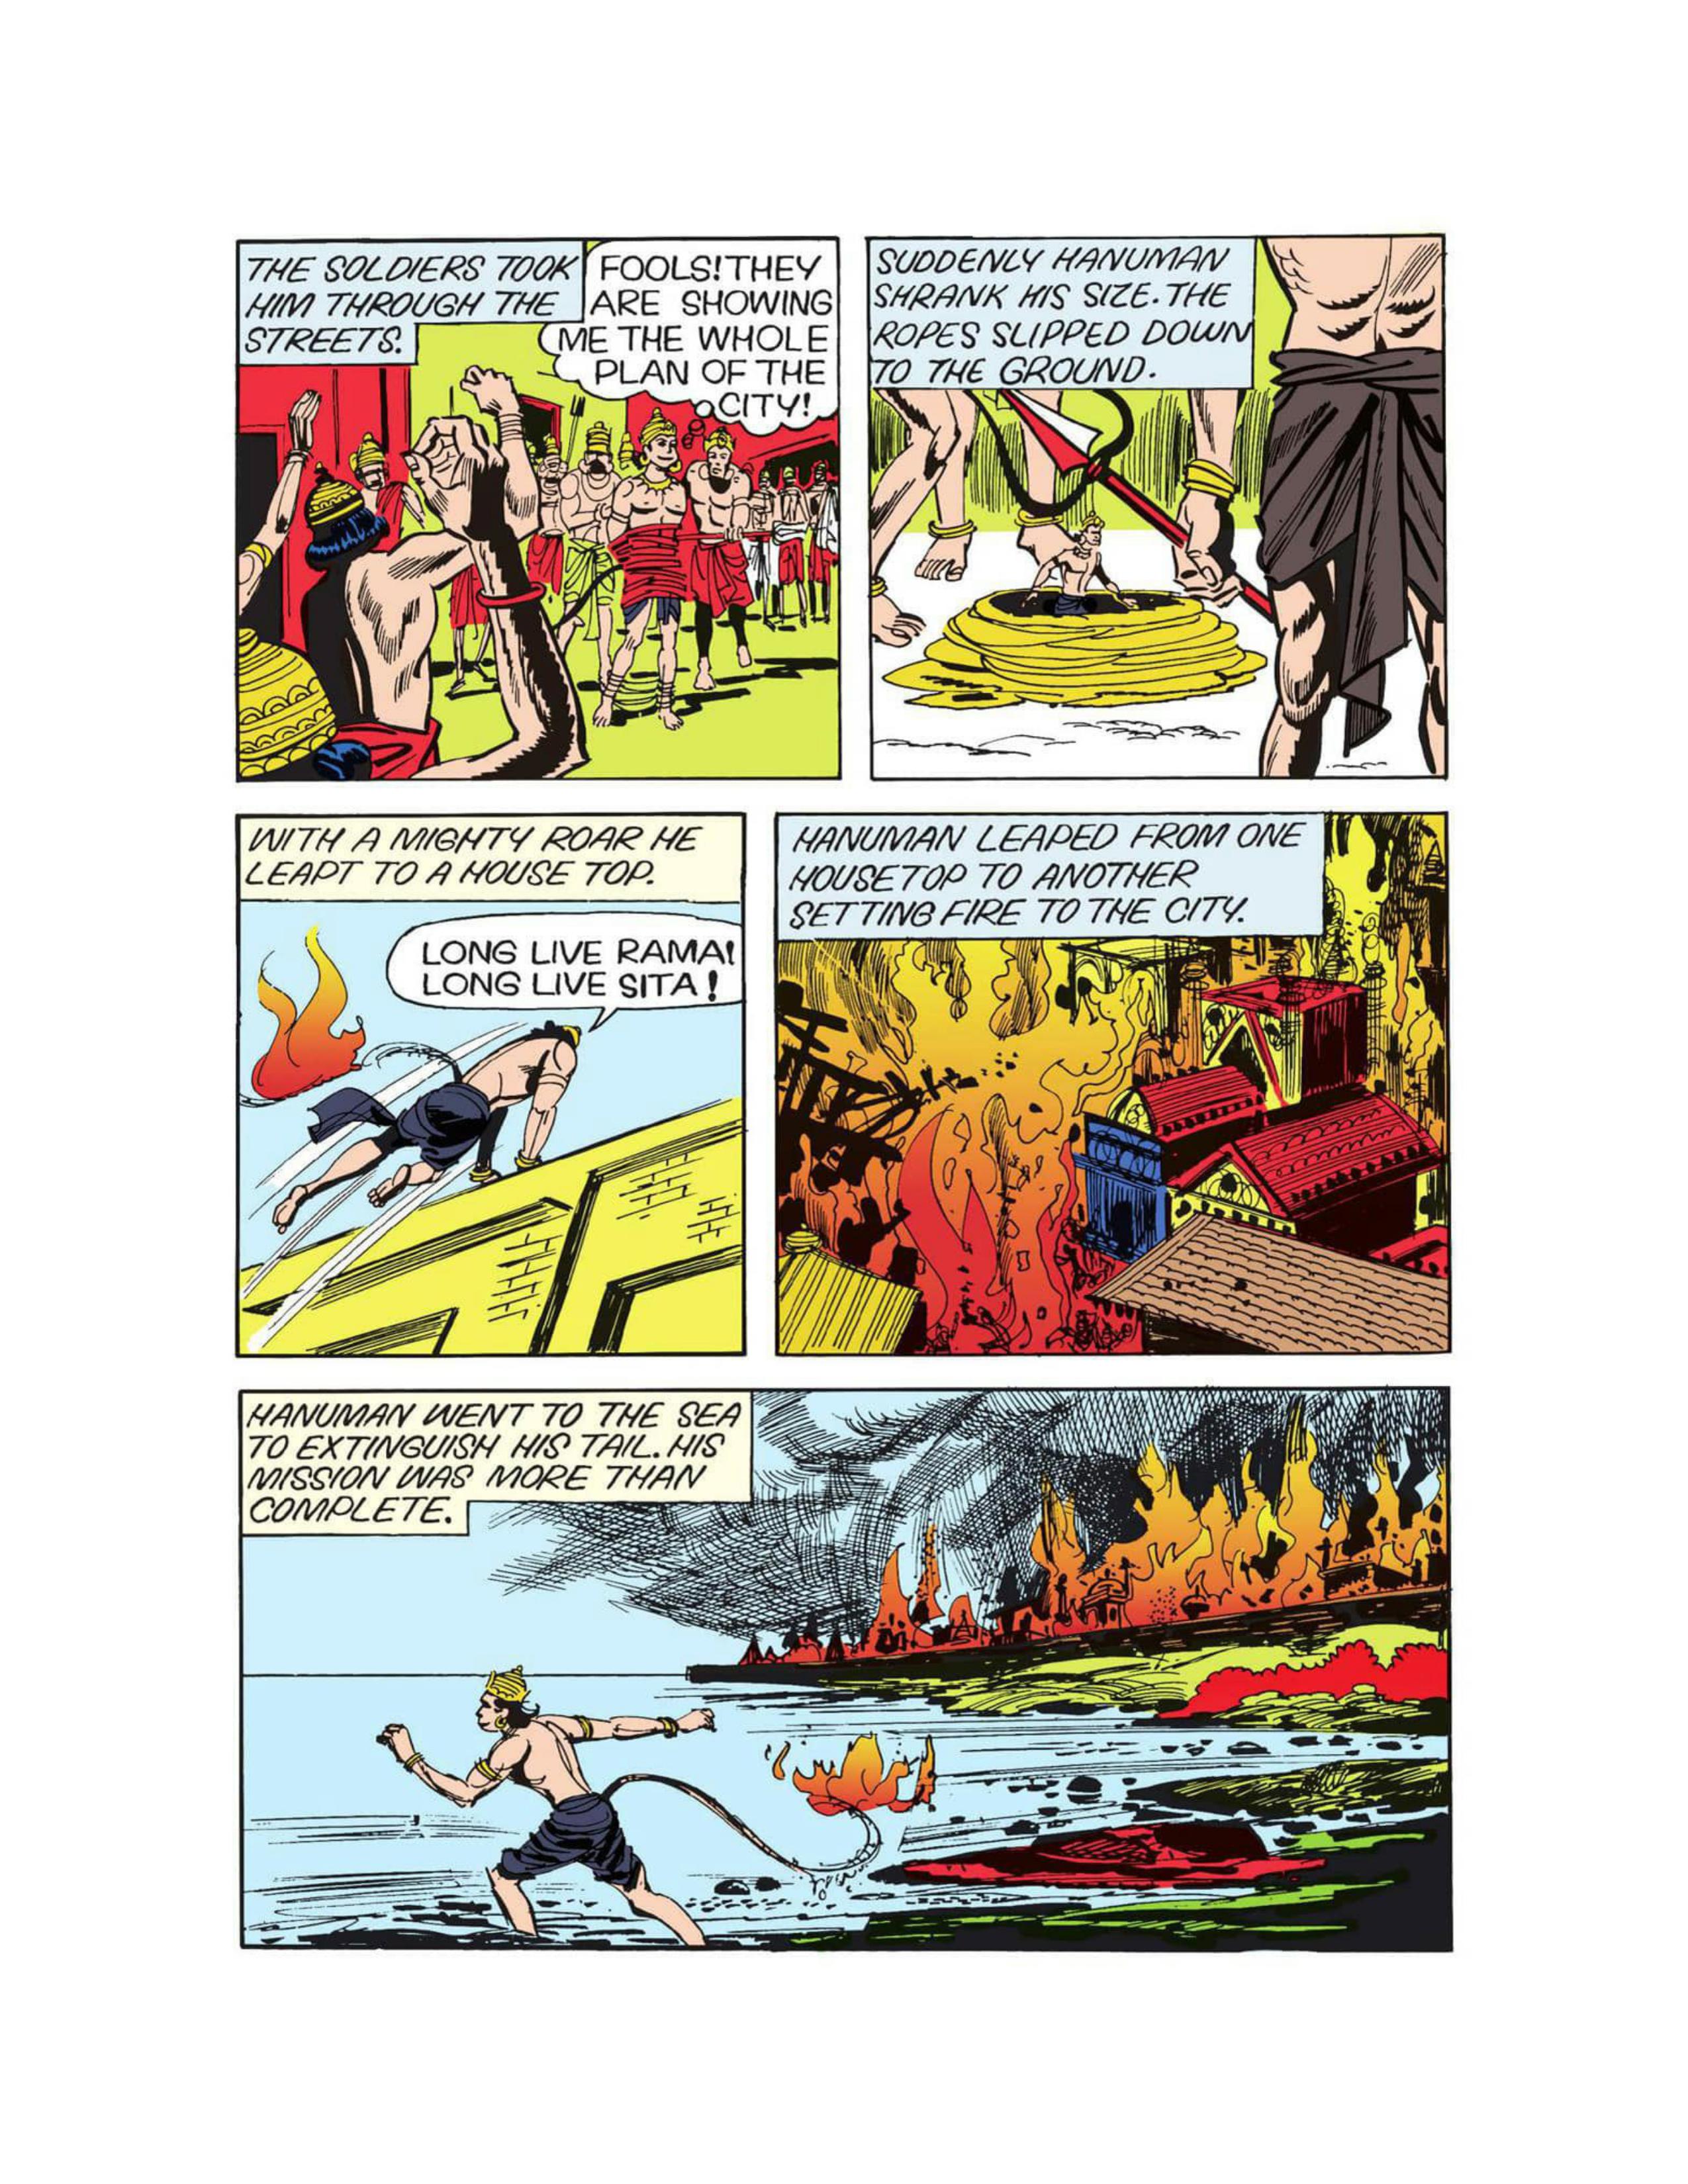 THE SOLDIERS TOOK
HIM THROUGH THE
STREETS.
FOOLS! THEY
ARE SHOWING
ME THE WHOLE
PLAN OF THE
CITY!
SUDDENLY HANUMAN
SHRANK HIS SIZE. THE
ROPES SLIPPED DOWN
TO THE GROUND.
WITH A MIGHTY ROAR HE
LEAPT TO A HOUSE TOP.
LONG LIVE RAMA!
LONG LIVE SITA!
HANUMAN LEAPED FROM ONE
HOUSETOP TO ANOTHER
SETTING FIRE TO THE CITY.
HANUMAN WENT TO THE SEA
TO EXTINGUISH HIS TAIL. HIS
MISSION WAS MORE THAN
COMPLETE.